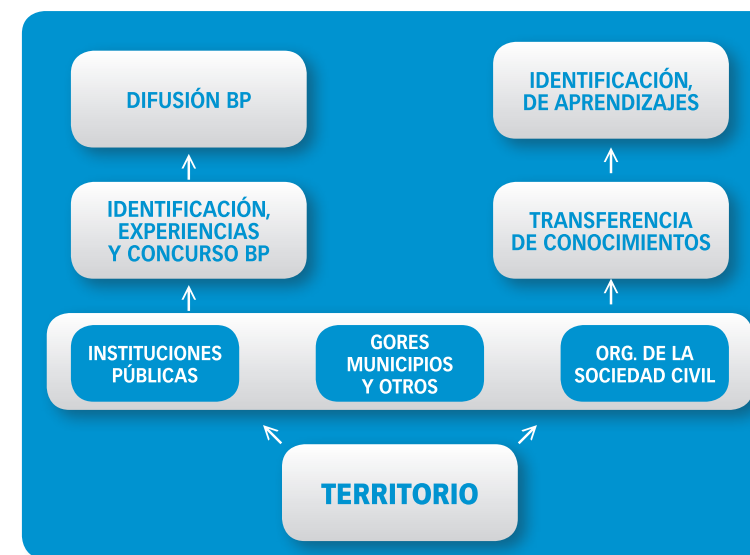 DIFUSIÓN BP
IDENTIFICACIÓN,
DE APRENDIZAJES
IDENTIFICACIÓN,
EXPERIENCIAS
Y CONCURSO BP
TRANSFERENCIA
DE CONOCIMIENTOS
INSTITUCIONES
PÚBLICAS
GORES
MUNICIPIOS
Y OTROS
ORG. DE LA
SOCIEDAD CIVIL
TERRITORIO